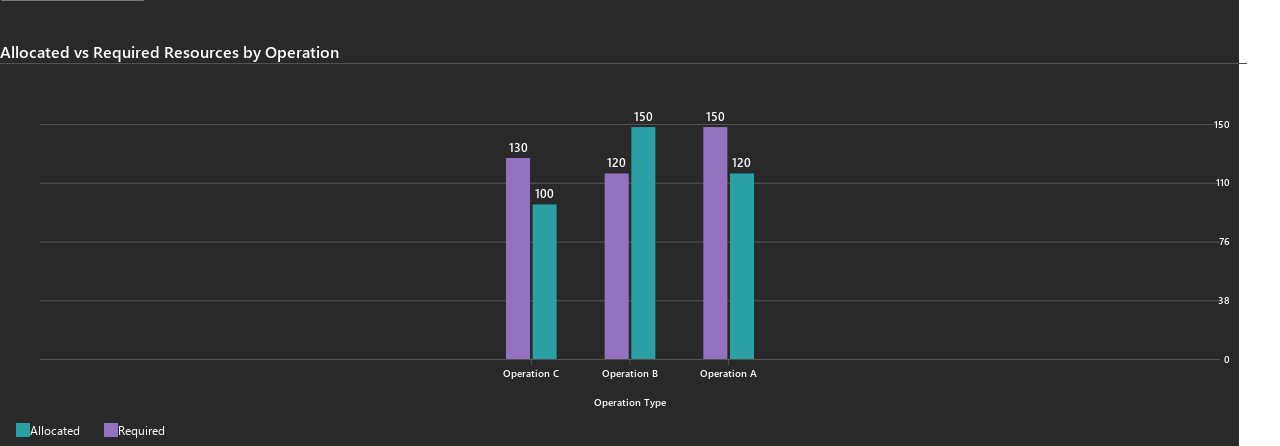 Allocated vs Required Resources by Operation
150 150
130
120 120
100
150
110
76
38
0
Operation C Operation B Operation A
Operation Type
Allocated Required